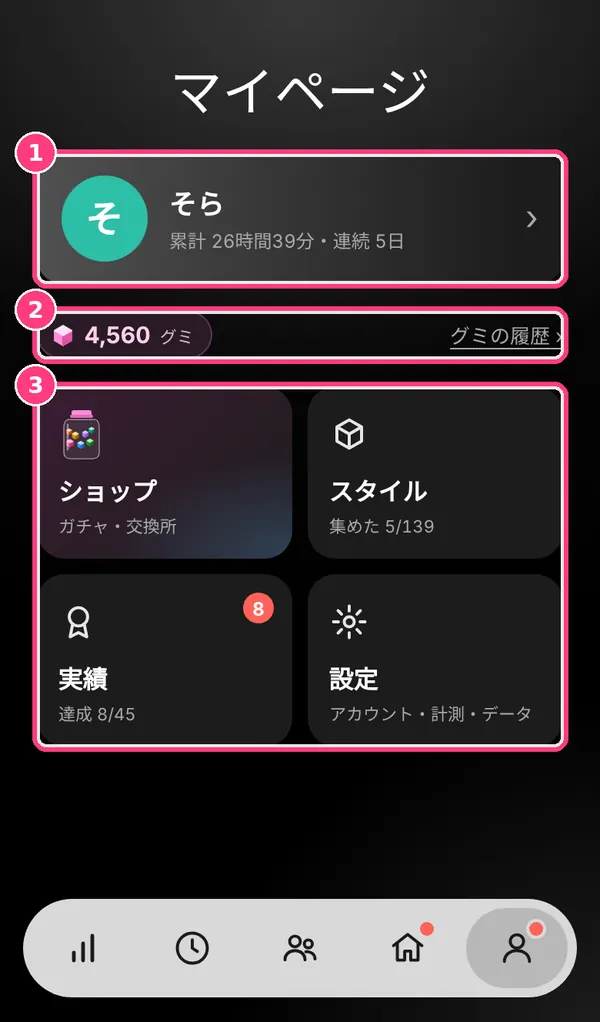 マイページ
1
そ
そら
累計 26時間39分・連続 5日
2
4,560 グミ
グミの履歴
3
ショップ
ガチャ・交換所
スタイル
集めた 5/139
8
実績
達成 8/45
設定
アカウント・計測・データ